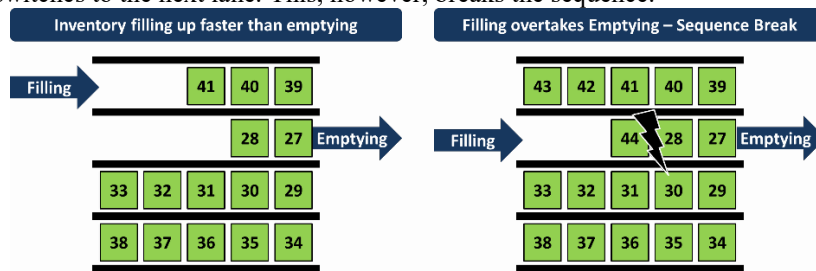 switches to the next lane. This, however, breaks the sequence.
Inventory filling up faster than emptying
Filling
41 40 39
28 27
Emptying
33 32 31 30 29
38 37 36 35 34
Filling overtakes Emptying – Sequence Break
43 42 41 40 39
Filling
44 28 27
Emptying
33 32 31 30 29
38 37 36 35 34